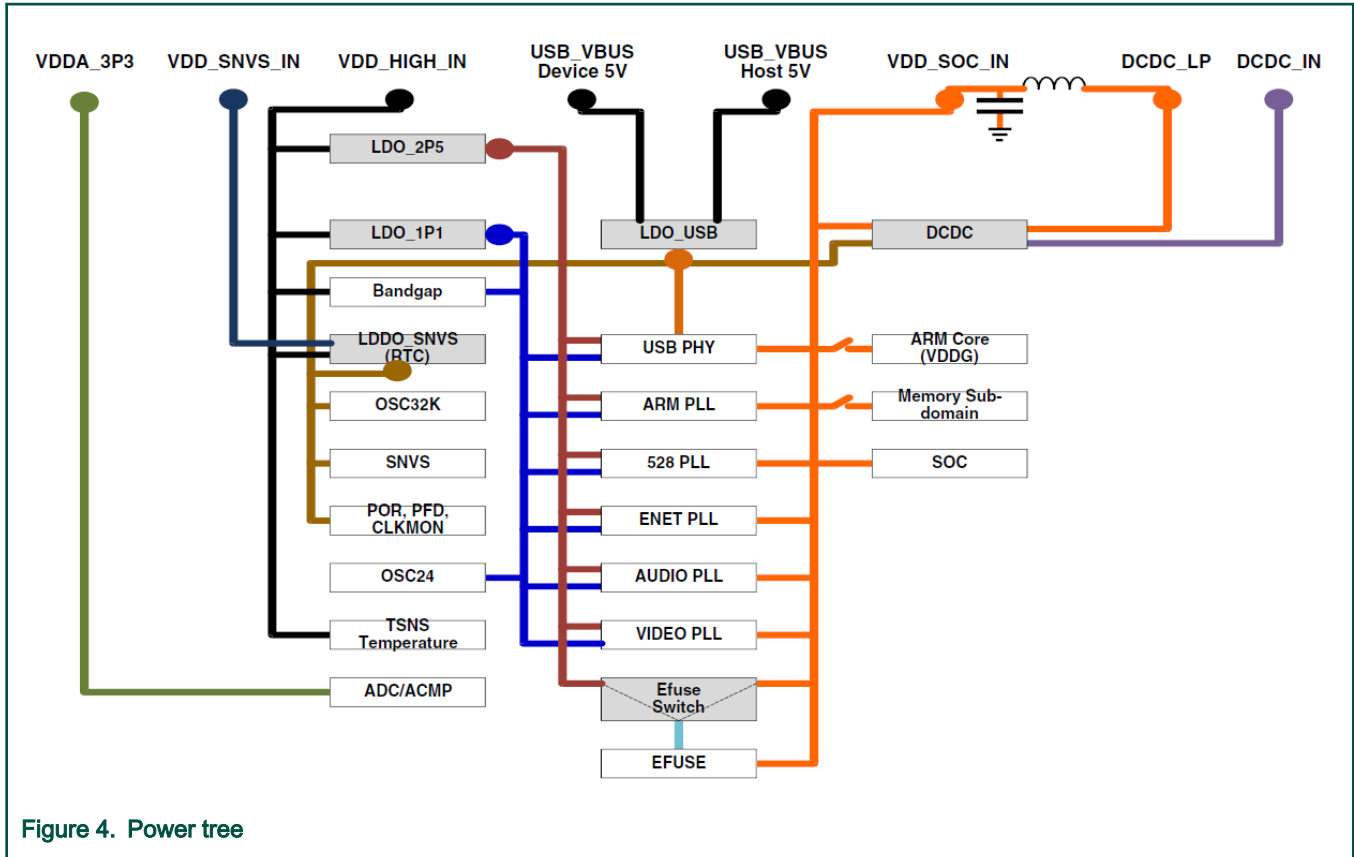 VDDA_3P3
VDD_SNVS_IN
VDD_HIGH_IN
USB_VBUS
Device 5V
USB_VBUS
Host 5V
VDD_SOC_IN
DCDC_LP
DCDC_IN
LDO_2P5
LDO_1P1
LDO_USB
DCDC
Bandgap
LDDO_SNVS
(RTC)
USB PHY
ARM Core
(VDDG)
OSC32K
ARM PLL
Memory Sub-
domain
SNVS
528 PLL
SOC
POR, PFD,
CLKMON
ENET PLL
OSC24
AUDIO PLL
TSNS
Temperature
VIDEO PLL
ADC/ACMP
Efuse
Switch
EFUSE
Figure 4. Power tree